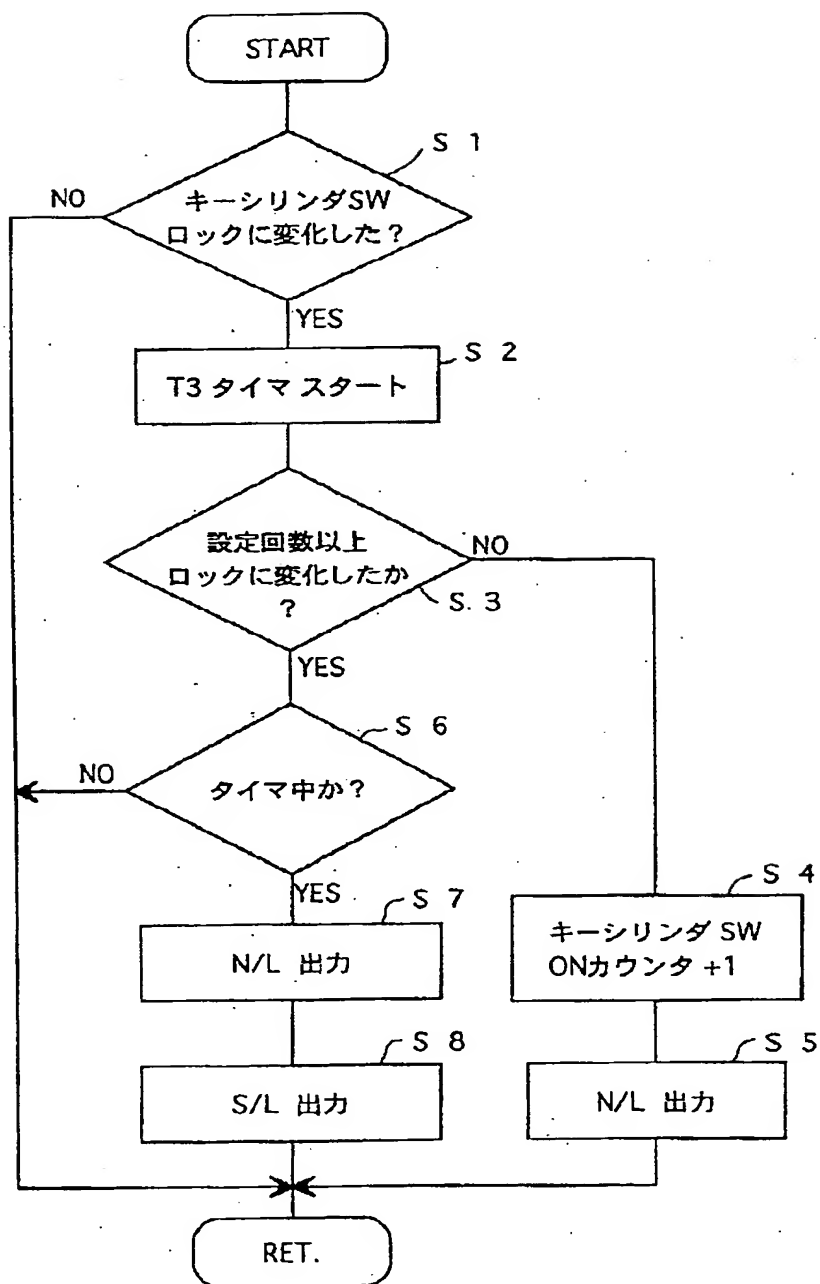 START
S 1
NO
キーシリンダSW
ロックに変化した？
YES
S 2
T3 タイマ スタート
設定回数以上
ロックに変化したか
？
NO
S. 3
YES
S 6
NO
タイマ中か？
YES
S 7
N/L 出力
S 4
キーシリンダ SW
ONカウンタ +1
S 8
S/L 出力
S 5
N/L 出力
RET.